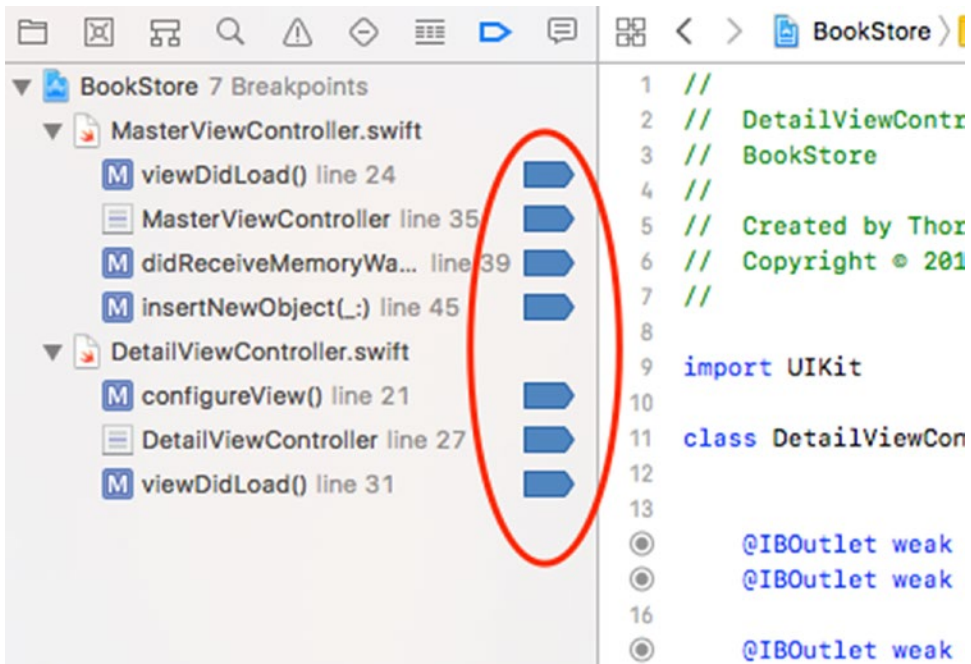 BookStore
BookStore 7 Breakpoints
MasterViewController.swift
M viewDidLoad() line 24
MasterViewController line 35
M didReceiveMemoryWa... line 39
M insertNewObject(_:) line 45
DetailViewController.swift
M configureView() line 21
DetailViewController line 27
M viewDidLoad() line 31
1 //
2 // DetailViewContr
3 // BookStore
4 //
5 // Created by Thor
6 // Copyright © 201
7 //
8
9 import UIKit
10
11 class DetailViewCon
12
13
@IBOutlet weak
@IBOutlet weak
16
@IBOutlet weak